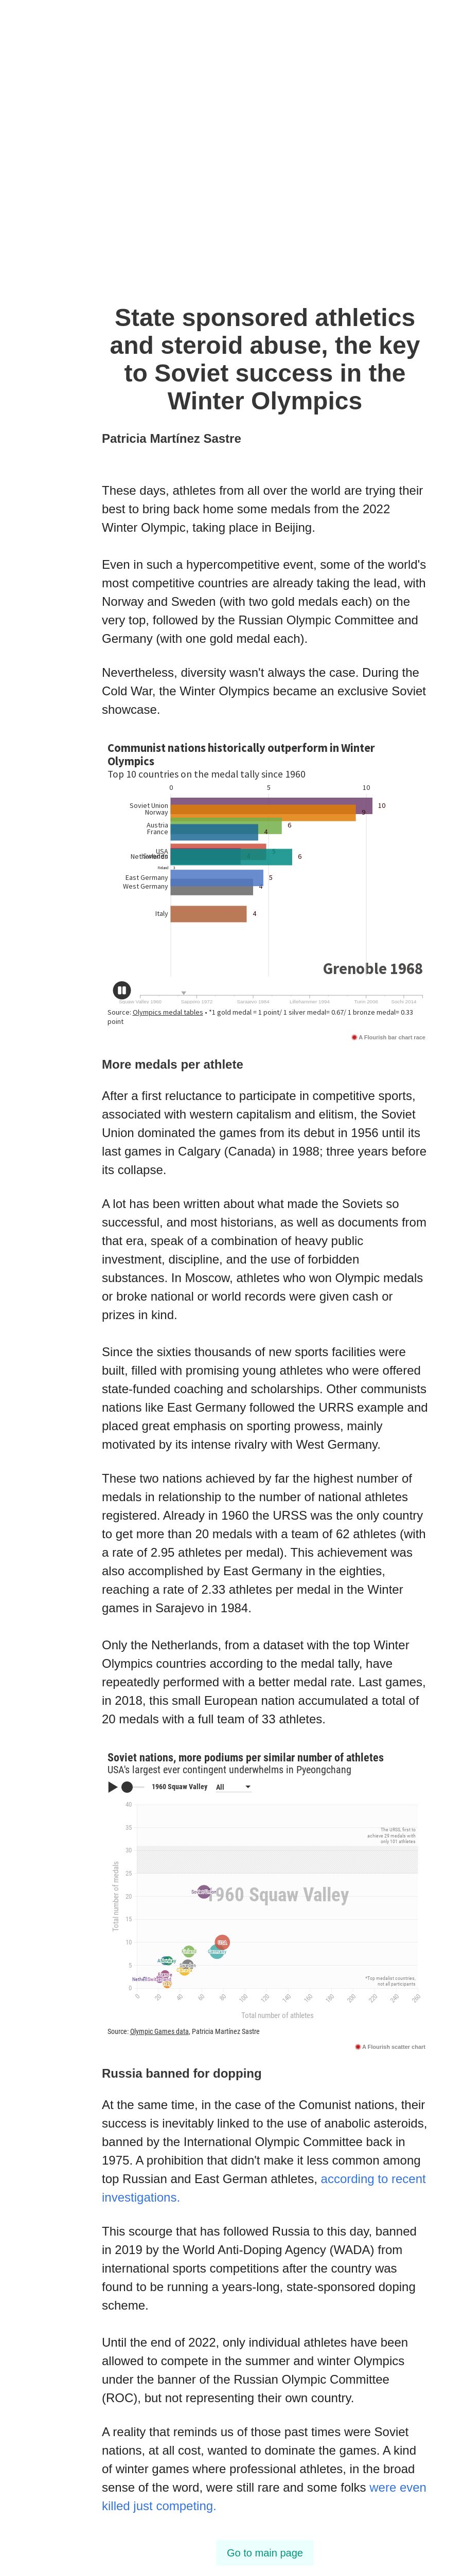 State sponsored athletics
and steroid abuse, the key
to Soviet success in the
Winter Olympics
Patricia Martínez Sastre
These days, athletes from all over the world are trying their
best to bring back home some medals from the 2022
Winter Olympic, taking place in Beijing.
Even in such a hypercompetitive event, some of the world's
most competitive countries are already taking the lead, with
Norway and Sweden (with two gold medals each) on the
very top, followed by the Russian Olympic Committee and
Germany (with one gold medal each).
Nevertheless, diversity wasn't always the case. During the
Cold War, the Winter Olympics became an exclusive Soviet
showcase.
Communist nations historically outperform in Winter
Olympics
Top 10 countries on the medal tally since 1960
0 5 10
Soviet Union 10
Norway 9
Austria 6
France 4
USA
6
East Germany 5
West Germany 4
Italy 4
Grenoble 1968
Squaw Valley 1960 Sapporo 1972 Sarajevo 1984 Lillehammer 1994 Turin 2006 Sochi 2014
Source: Olympics medal tables • *1 gold medal = 1 point/ 1 silver medal= 0.67/ 1 bronze medal= 0.33
point
A Flourish bar chart race
More medals per athlete
After a first reluctance to participate in competitive sports,
associated with western capitalism and elitism, the Soviet
Union dominated the games from its debut in 1956 until its
last games in Calgary (Canada) in 1988; three years before
its collapse.
A lot has been written about what made the Soviets so
successful, and most historians, as well as documents from
that era, speak of a combination of heavy public
investment, discipline, and the use of forbidden
substances. In Moscow, athletes who won Olympic medals
or broke national or world records were given cash or
prizes in kind.
Since the sixties thousands of new sports facilities were
built, filled with promising young athletes who were offered
state-funded coaching and scholarships. Other communists
nations like East Germany followed the URRS example and
placed great emphasis on sporting prowess, mainly
motivated by its intense rivalry with West Germany.
These two nations achieved by far the highest number of
medals in relationship to the number of national athletes
registered. Already in 1960 the URSS was the only country
to get more than 20 medals with a team of 62 athletes (with
a rate of 2.95 athletes per medal). This achievement was
also accomplished by East Germany in the eighties,
reaching a rate of 2.33 athletes per medal in the Winter
games in Sarajevo in 1984.
Only the Netherlands, from a dataset with the top Winter
Olympics countries according to the medal tally, have
repeatedly performed with a better medal rate. Last games,
in 2018, this small European nation accumulated a total of
20 medals with a full team of 33 athletes.
Soviet nations, more podiums per similar number of athletes
USA's largest ever contingent underwhelms in Pyeongchang
1960 Squaw Valley All
Total number of medals
40
35
30
25
20
15
10
5
0
The URSS, first to
achieve 29 medals with
only 101 athletes
1960 Squaw Valley
*Top medalist countries,
not all participants
0 20 40 60 80 100 120 140 160 180 200 220 240 260
Total number of athletes
Source: Olympic Games data, Patricia Martínez Sastre
A Flourish scatter chart
Russia banned for dopping
At the same time, in the case of the Comunist nations, their
success is inevitably linked to the use of anabolic asteroids,
banned by the International Olympic Committee back in
1975. A prohibition that didn't make it less common among
top Russian and East German athletes, according to recent
investigations.
This scourge that has followed Russia to this day, banned
in 2019 by the World Anti-Doping Agency (WADA) from
international sports competitions after the country was
found to be running a years-long, state-sponsored doping
scheme.
Until the end of 2022, only individual athletes have been
allowed to compete in the summer and winter Olympics
under the banner of the Russian Olympic Committee
(ROC), but not representing their own country.
A reality that reminds us of those past times were Soviet
nations, at all cost, wanted to dominate the games. A kind
of winter games where professional athletes, in the broad
sense of the word, were still rare and some folks were even
killed just competing.
Go to main page